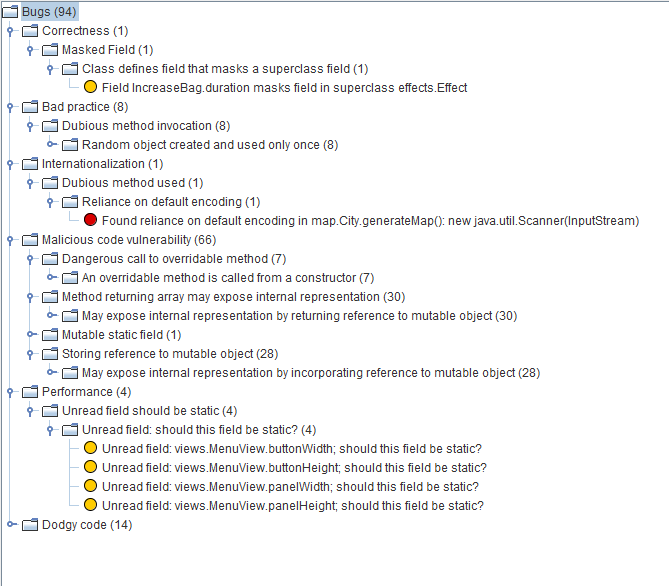 Bugs (94)
Correctness (1)
Masked Field (1)
Class defines field that masks a superclass field (1)
Field IncreaseBag.duration masks field in superclass effects.Effect
Bad practice (8)
Dubious method invocation (8)
Random object created and used only once (8)
Internationalization (1)
Dubious method used (1)
Reliance on default encoding (1)
Found reliance on default encoding in map.City.generateMap(): new java.util.Scanner(InputStream)
Malicious code vulnerability (66)
Dangerous call to overridable method (7)
An overridable method is called from a constructor (7)
Method returning array may expose internal representation (30)
May expose internal representation by returning reference to mutable object (30)
Mutable static field (1)
Storing reference to mutable object (28)
May expose internal representation by incorporating reference to mutable object (28)
Performance (4)
Unread field should be static (4)
Unread field: should this field be static? (4)
Unread field: views.MenuView.buttonWidth; should this field be static?
Unread field: views.MenuView.buttonHeight; should this field be static?
Unread field: views.MenuView.panelWidth; should this field be static?
Unread field: views.MenuView.panelHeight; should this field be static?
Dodgy code (14)